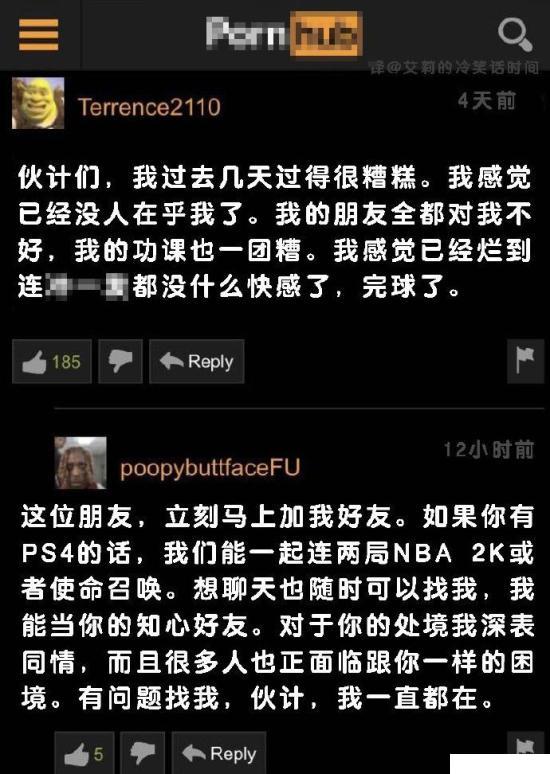 Porn hub
译@艾莉的冷笑话时间
Terrence2110
4天前
伙计们，我过去几天过得很糟糕。我感觉
已经没人在乎我了。我的朋友全都对我不
好，我的功课也一团糟。我感觉已经烂到
连 都没什么快感了，完球了。
185
Reply
poopybuttfaceFU
12小时前
这位朋友，立刻马上加我好友。如果你有
PS4的话，我们能一起连两局NBA 2K或
者使命召唤。想聊天也随时可以找我，我
能当你的知心好友。对于你的处境我深表
同情，而且很多人也正面临跟你一样的困
境。有问题找我，伙计，我一直都在。
5
Reply